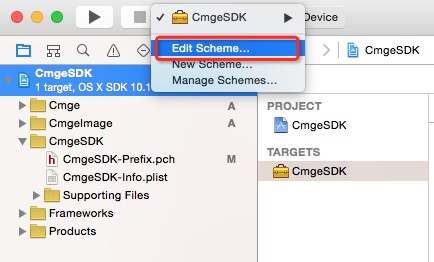 CmgeSDK
Device
Edit Scheme...
New Scheme...
Manage Schemes...
CmgeSDK
CmgeSDK
1 target, OS X SDK 10.1
Cmge A
CmgeImage A
CmgeSDK
CmgeSDK-Prefix.pch M
CmgeSDK-Info.plist
Supporting Files
Frameworks
Products
PROJECT
CmgeSDK
TARGETS
CmgeSDK